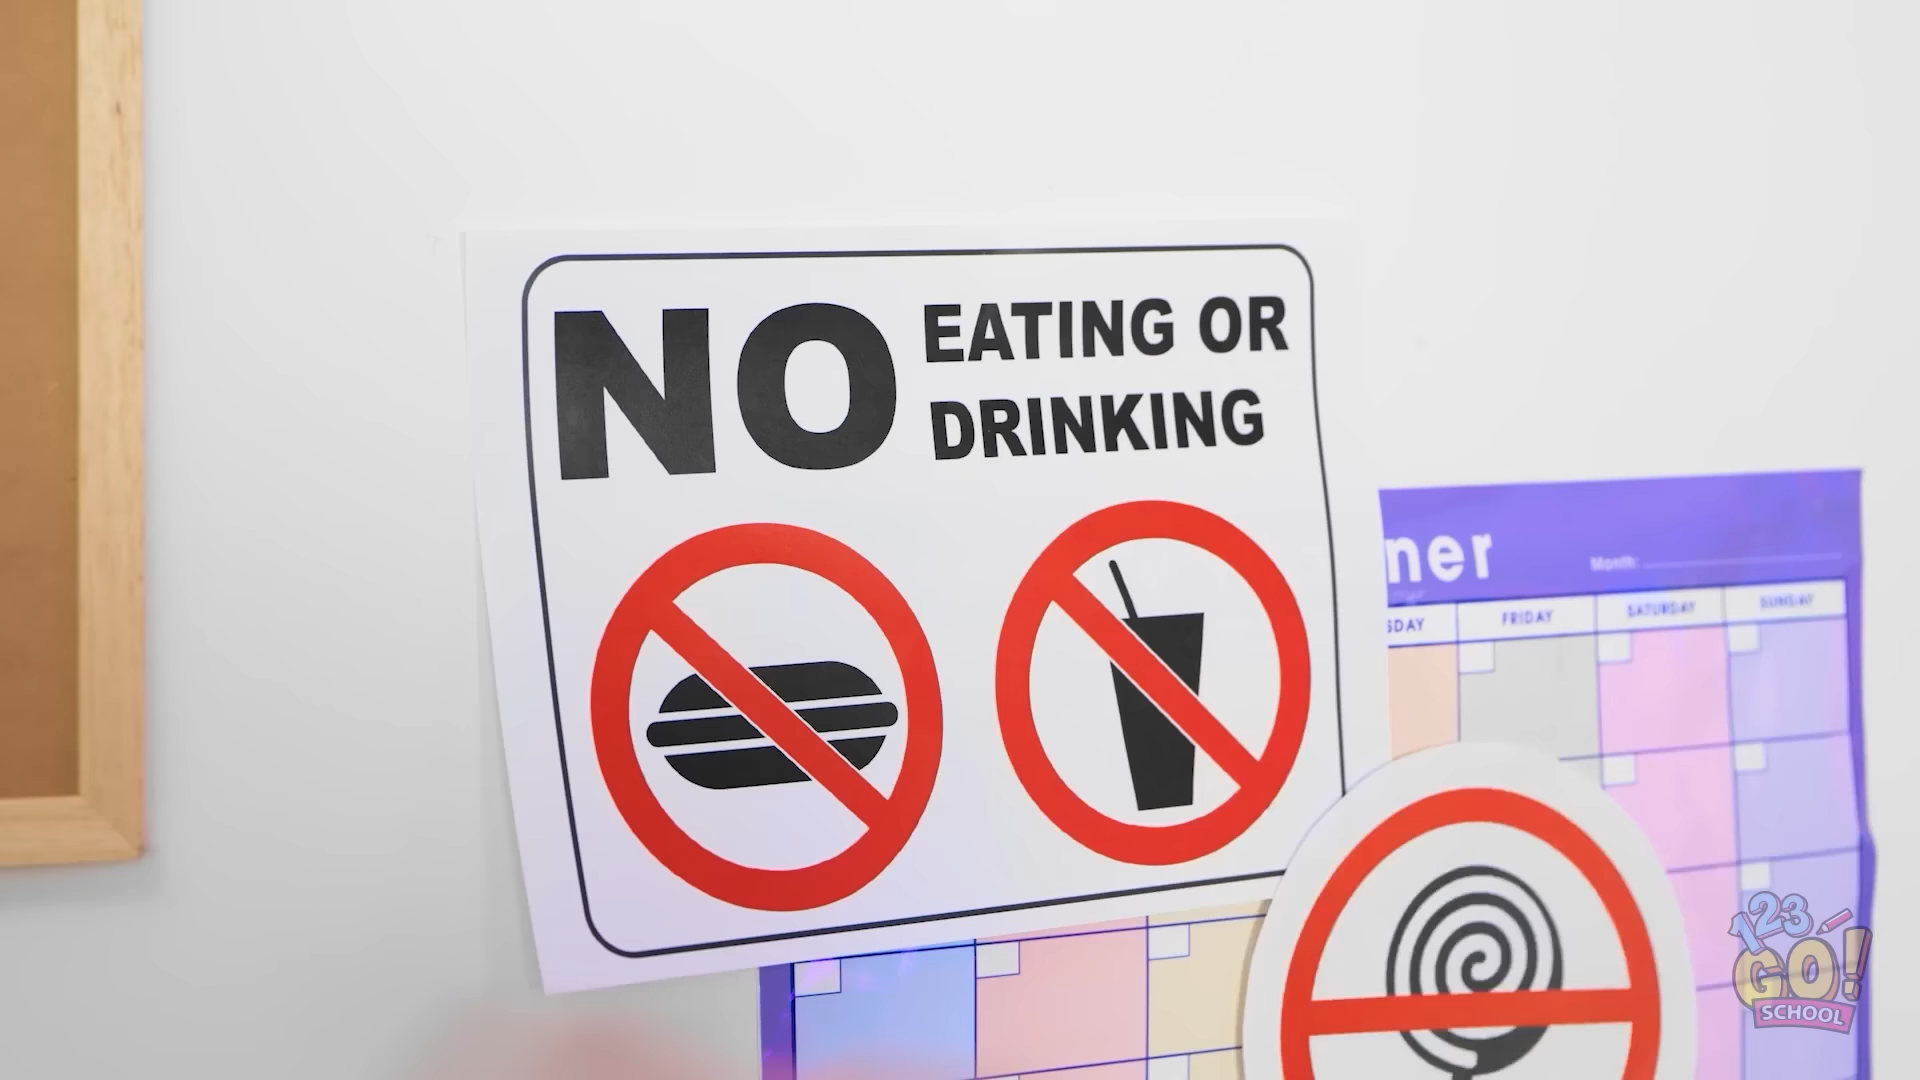 NO EATING OR
DRINKING
ner
Month:
SDAY FRIDAY SATURDAY SUNDAY
123
GO!
SCHOOL